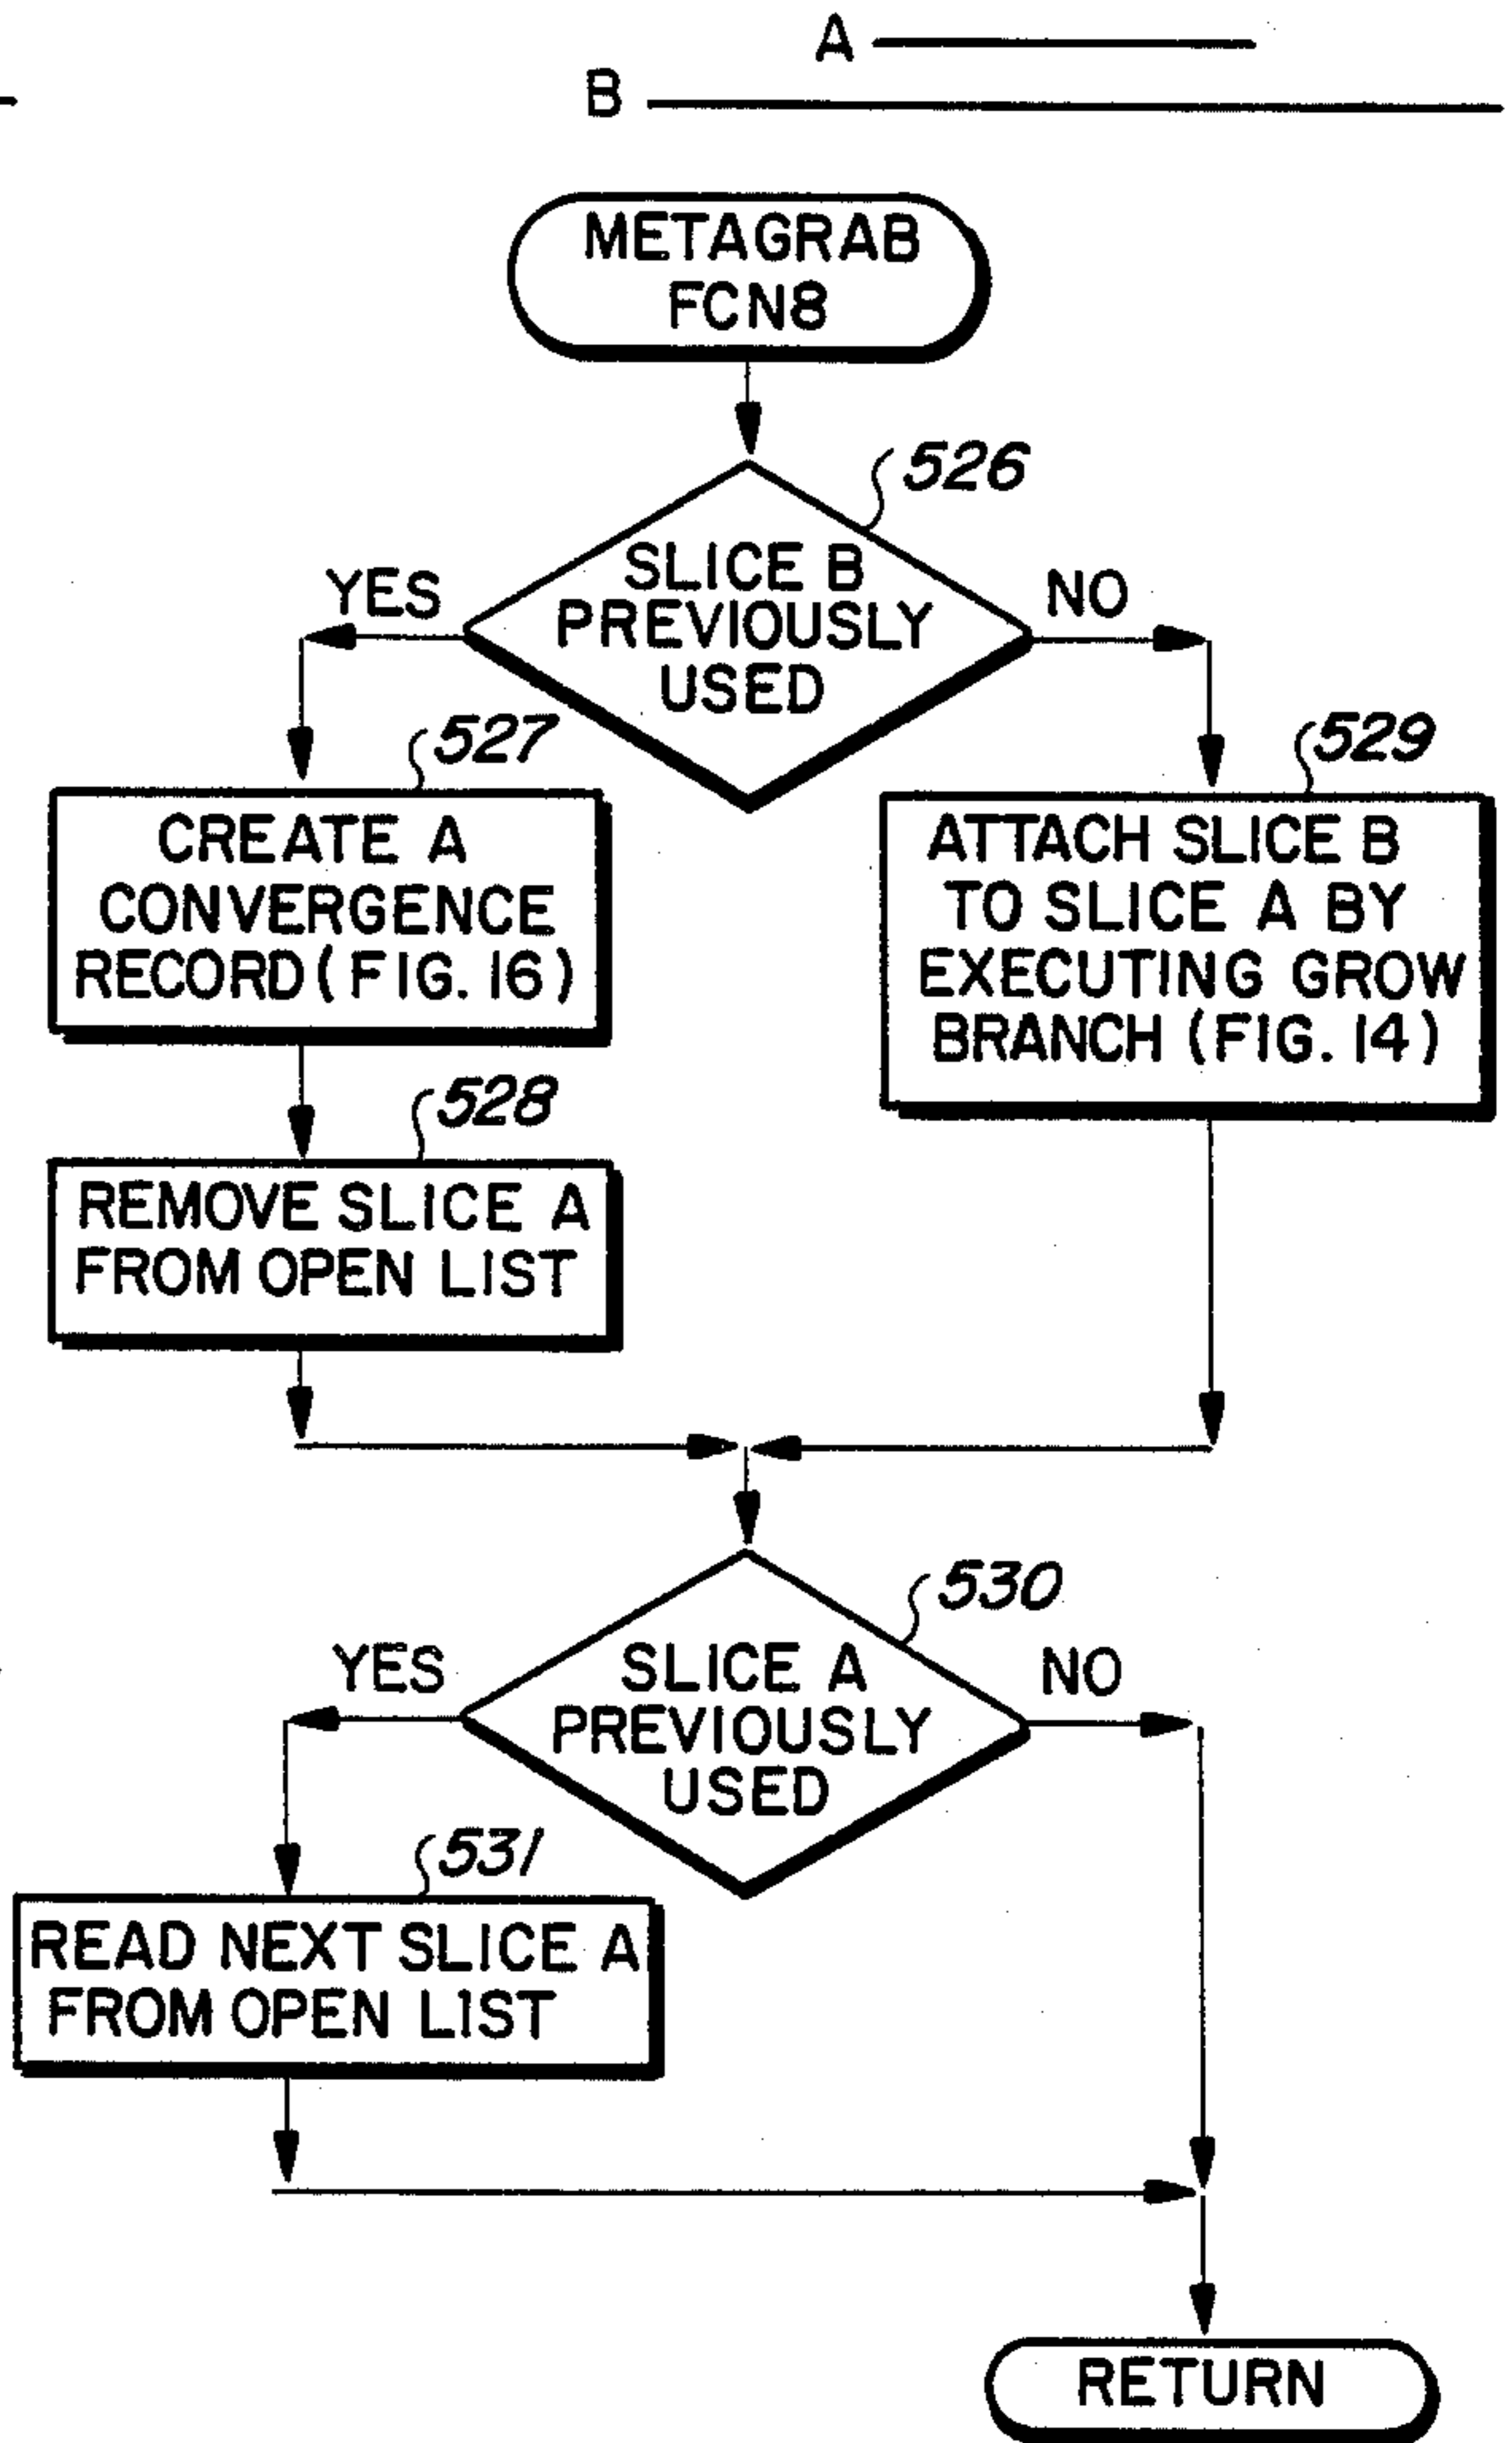 A
B
METAGRAB
FCN8
526
SLICE B
PREVIOUSLY
USED
YES
NO
527
CREATE A
CONVERGENCE
RECORD (FIG. 16)
529
ATTACH SLICE B
TO SLICE A BY
EXECUTING GROW
BRANCH (FIG. 14)
528
REMOVE SLICE A
FROM OPEN LIST
530
SLICE A
PREVIOUSLY
USED
YES
NO
531
READ NEXT SLICE A
FROM OPEN LIST
RETURN